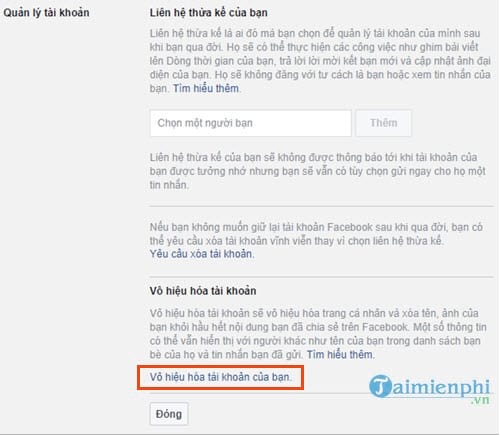 Quản lý tài khoản
Liên hệ thừa kế của bạn
Liên hệ thừa kế là ai đó mà bạn chọn để quản lý tài khoản của mình sau
khi bạn qua đời. Họ sẽ có thể thực hiện các công việc như ghim bài viết
lên Dòng thời gian của bạn, trả lời lời mời kết bạn mới và cập nhật ảnh đại
diện của bạn. Họ sẽ không đăng với tư cách là bạn hoặc xem tin nhắn của
bạn. Tìm hiểu thêm.
Chọn một người bạn
Thêm
Liên hệ thừa kế của bạn sẽ không được thông báo tới khi tài khoản của
bạn được tưởng nhớ nhưng bạn sẽ vẫn có tùy chọn gửi ngay cho họ một
tin nhắn.
Nếu bạn không muốn giữ lại tài khoản Facebook sau khi qua đời, bạn có
thể yêu cầu xóa tài khoản vĩnh viễn thay vì chọn liên hệ thừa kế.
Yêu cầu xóa tài khoản.
Vô hiệu hóa tài khoản
Vô hiệu hóa tài khoản sẽ vô hiệu hóa trang cá nhân và xóa tên, ảnh của
bạn khỏi hầu hết nội dung bạn đã chia sẻ trên Facebook. Một số thông tin
có thể vẫn hiển thị với người khác như tên của bạn trong danh sách bạn
bè của họ và tin nhắn bạn đã gửi. Tìm hiểu thêm.
Vô hiệu hóa tài khoản của bạn.
Đóng
Taimienphi
.vn